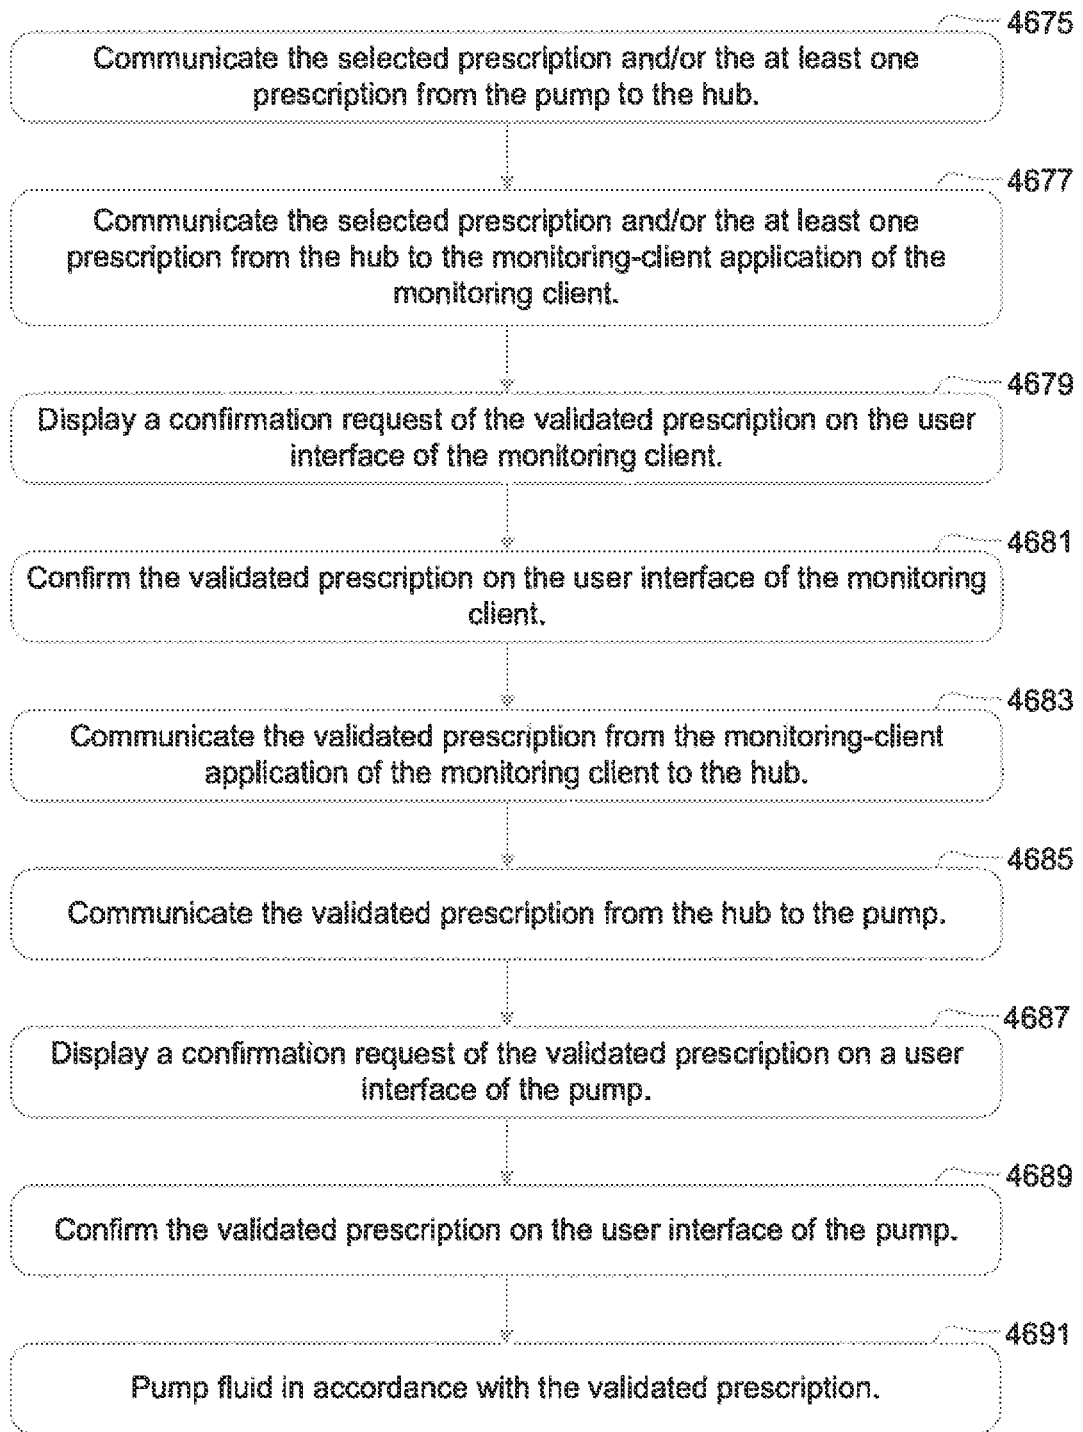 4675
Communicate the selected prescription and/or the at least one
prescription from the pump to the hub.
4677
Communicate the selected prescription and/or the at least one
prescription from the hub to the monitoring-client application of the
monitoring client.
4679
Display a confirmation request of the validated prescription on the user
interface of the monitoring client.
4681
Confirm the validated prescription on the user interface of the monitoring
client.
4683
Communicate the validated prescription from the monitoring-client
application of the monitoring client to the hub.
4685
Communicate the validated prescription from the hub to the pump.
4687
Display a confirmation request of the validated prescription on a user
interface of the pump.
4689
Confirm the validated prescription on the user interface of the pump.
4691
Pump fluid in accordance with the validated prescription.